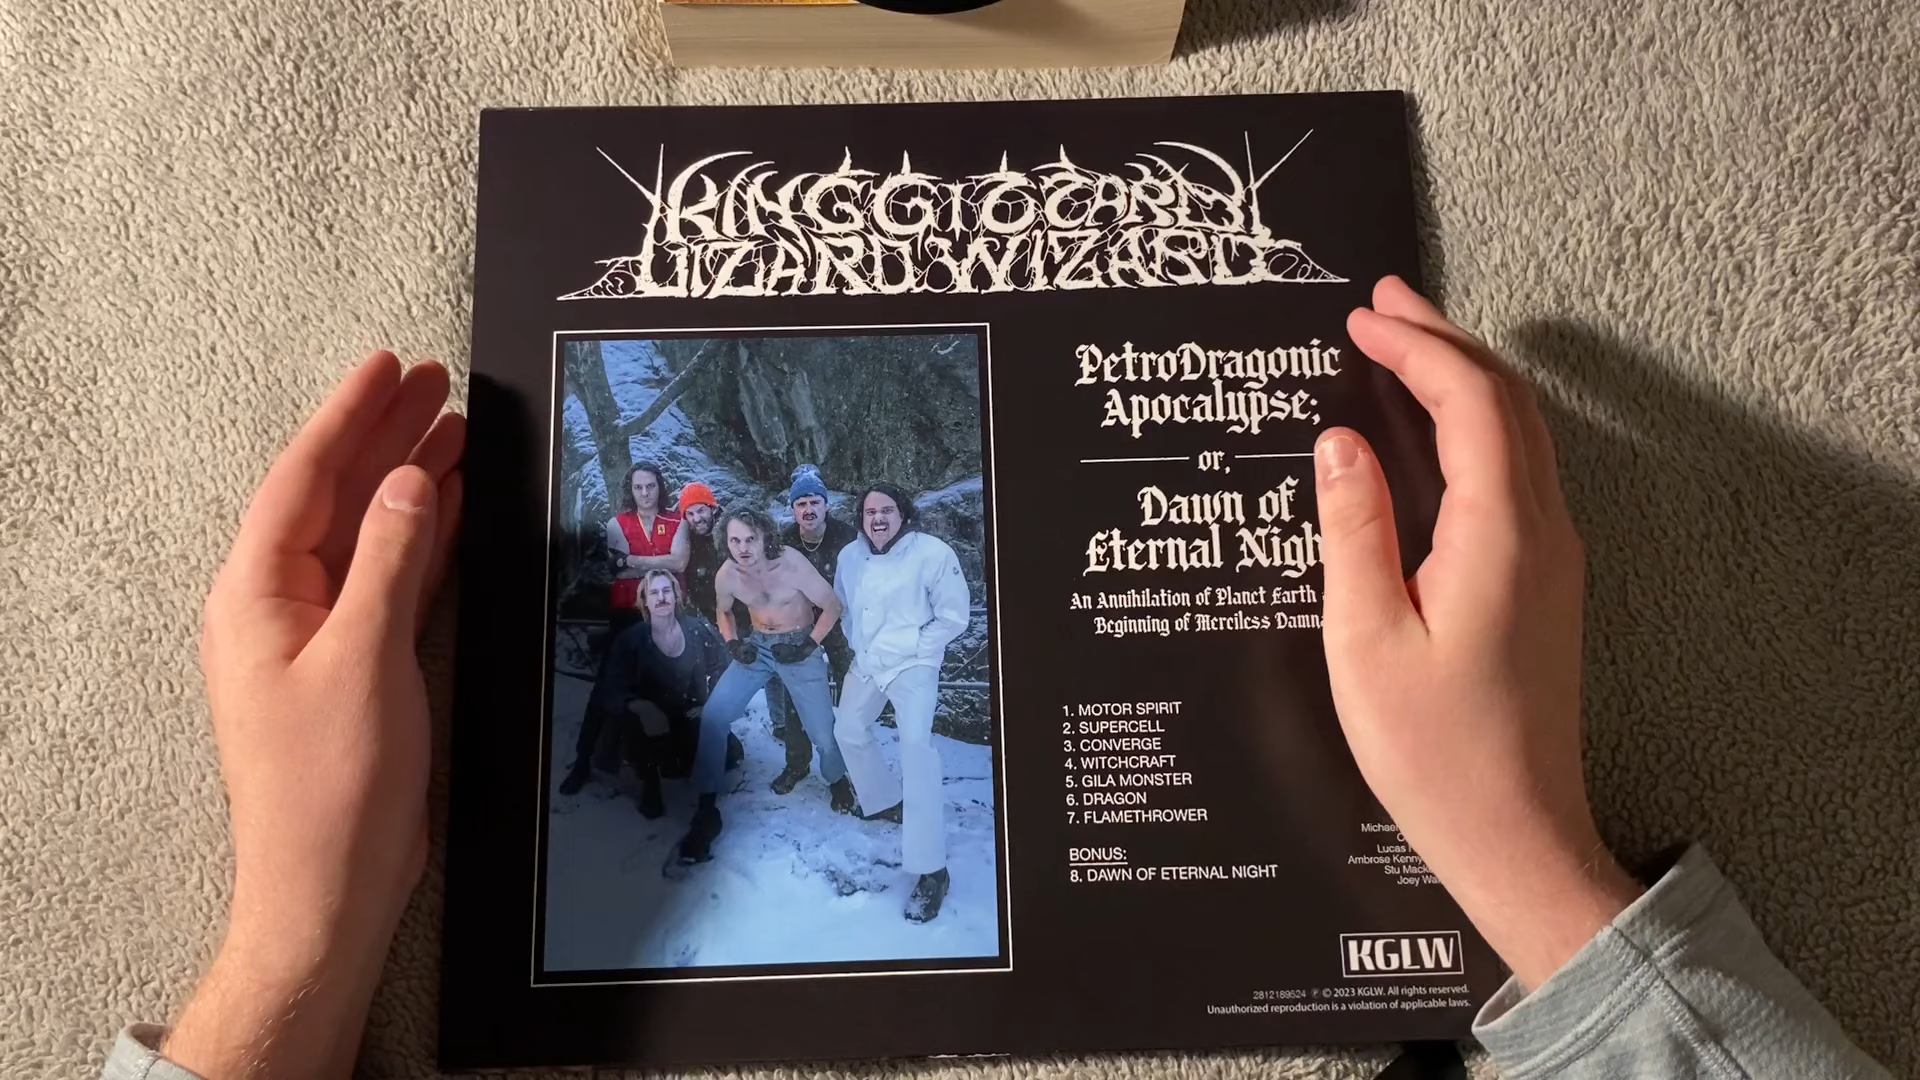 KING GIZZARD
LIZARD WIZARD
PetroDragonic
Apocalypse;
or,
Dawn of
Eternal
An Annihilation of Planet Earth
Beginning of Merciless
1. MOTOR SPIRIT
2. SUPERCELL
3. CONVERGE
4. WITCHCRAFT
5. GILA MONSTER
6. DRAGON
7. FLAMETHROWER
BONUS:
8. DAWN OF ETERNAL NIGHT
Michael
Lucas
Ambrose
Stu
Joey
KGLW
2812189524 ℗ © 2023 KGLW. All rights reserved.
Unauthorized reproduction is a violation of applicable laws.